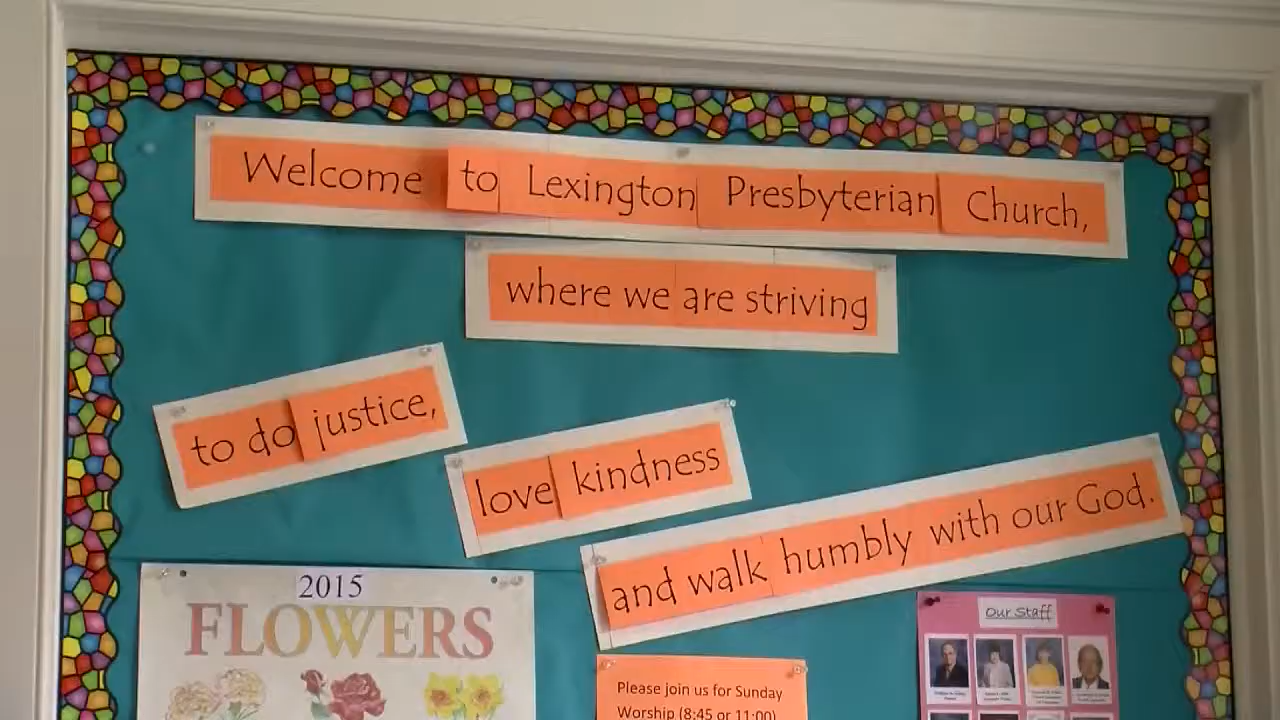 Welcome to Lexington Presbyterian Church,
where we are striving
to do justice,
love kindness
and walk humbly with our God.
2015
FLOWERS
Our Staff
Please join us for Sunday
Worship (8:45 or 11:00)